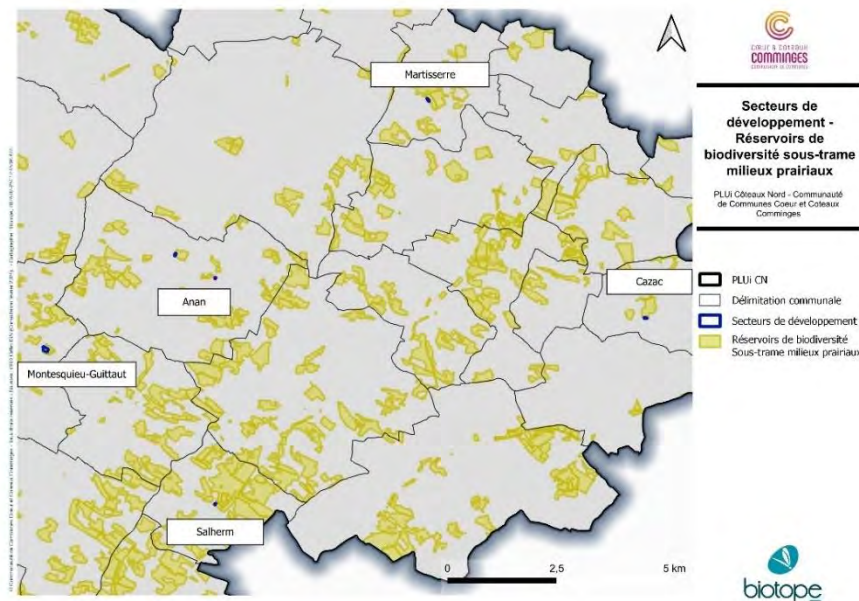 Martisserre
Anan
Cazac
Montesquieu-Guittaut
Salherm
0
2,5
5 km
CŒUR & COTEAUX
COMMINGES
Secteurs de
développement -
Réservoirs de
biodiversité sous-trame
milieux prairiaux
PLUi Côteaux Nord - Communauté
de Communes Coeur et Coteaux
Comminges
PLUi CN
Délimitation communale
Secteurs de développement
Réservoirs de biodiversité
Sous-trame milieux prairiaux
biotope